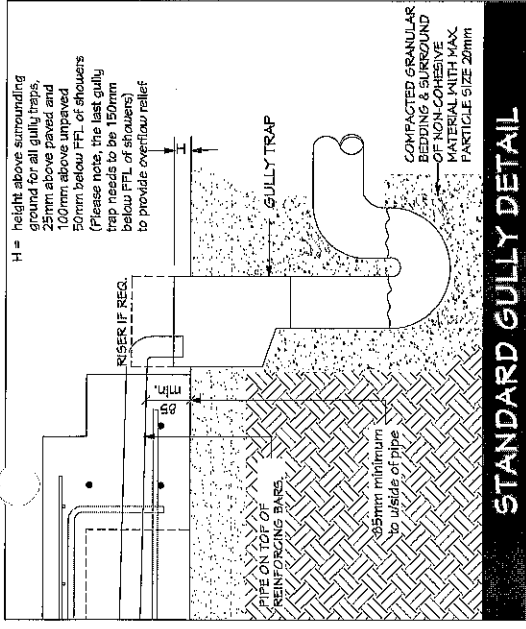 H = height above surrounding
ground for all gully traps,
25mm above paved and
100mm above unpaved
50mm below FFL of showers
(Please note, the last gully
trap needs to be 150mm
below FFL of showers)
to provide overflow relief
H
RISER IF REQ.
85
min.
GULLY TRAP
PIPE ON TOP OF
REINFORCING BARS.
85mm minimum
to u/side of pipe
COMPACTED GRANULAR
BEDDING & SURROUND
OF NON-COHESIVE
MATERIAL WITH MAX.
PARTICLE SIZE 20mm
STANDARD GULLY DETAIL